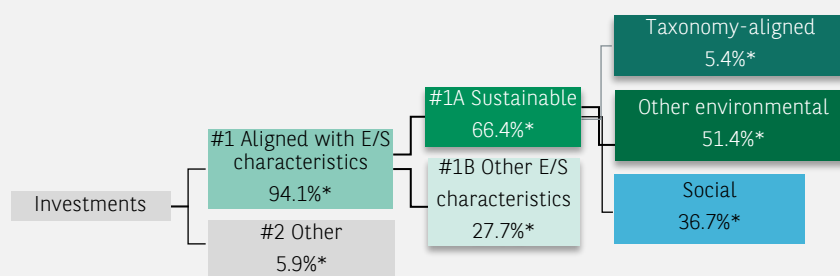 Investments
#1 Aligned with E/S
characteristics
94.1%*
#2 Other
5.9%*
#1A Sustainable
66.4%*
#1B Other E/S
characteristics
27.7%*
Taxonomy-aligned
5.4%*
Other environmental
51.4%*
Social
36.7%*